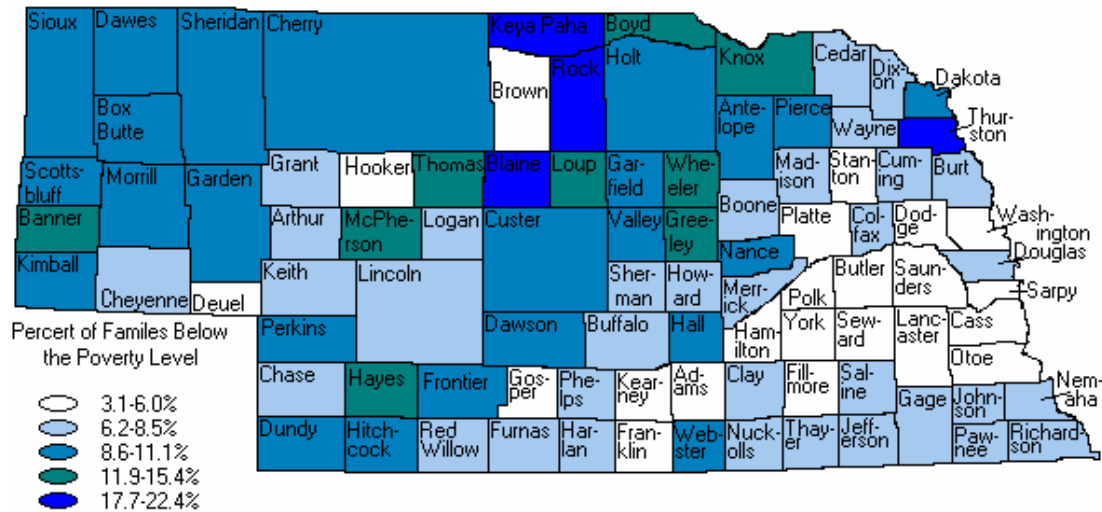 Sioux
Dawes
Sheridan
Cherry
Keya Paha
Boyd
Knox
Cedar
Dix-
on
Dakota
Thur-
ston
Box
Butte
Brown
Rock
Holt
Ante-
lope
Pierce
Wayne
Scotts-
bluff
Morrill
Garden
Grant
Hooker
Thomas
Blaine
Loup
Gar-
field
Whe-
eler
Mad-
ison
Stan-
ton
Cum-
ing
Burt
Banner
Arthur
McPhe-
rson
Logan
Custer
Valley
Gree-
ley
Boone
Platte
Col-
fax
Dod-
ge
Wash-
ington
Douglas
Kimball
Cheyenne
Deuel
Keith
Lincoln
Sher-
man
How-
ard
Nance
Merr-
ick
Butler
Saun-
ders
Sarpy
Polk
Perkins
Dawson
Buffalo
Hall
Ham-
ilton
York
Sew-
ard
Lanc-
aster
Cass
Otoe
Chase
Hayes
Frontier
Gos-
per
Phe-
lps
Kear-
ney
Ad-
ams
Clay
Fill-
more
Sal-
ine
Gage
John-
son
Nem-
aha
Dundy
Hitch-
cock
Red
Willow
Furnas
Har-
lan
Fran-
klin
Web-
ster
Nuck-
olls
Thay-
er
Jeff-
erson
Paw-
nee
Richard-
son
Percent of Familes Below
the Poverty Level
3.1-6.0%
6.2-8.5%
8.6-11.1%
11.9-15.4%
17.7-22.4%